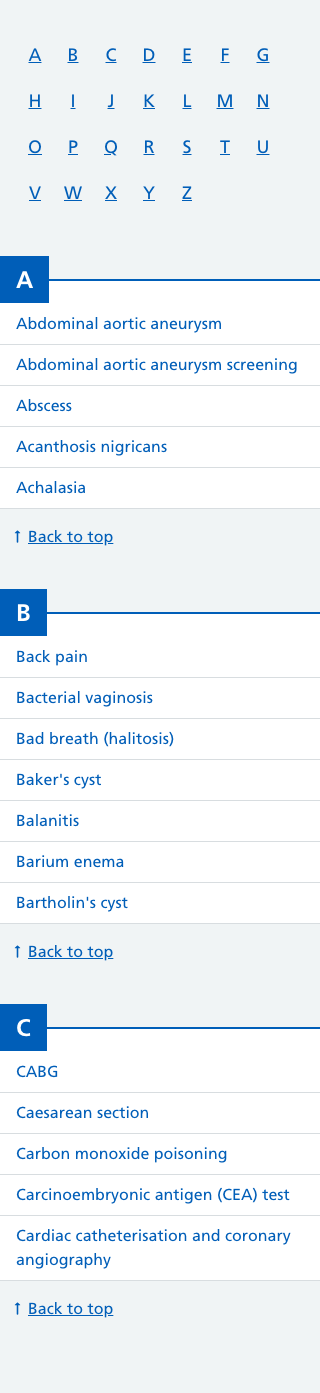 A B C D E F G
H I J K L M N
O P Q R S T U
V W X Y Z
A
Abdominal aortic aneurysm
Abdominal aortic aneurysm screening
Abscess
Acanthosis nigricans
Achalasia
↑ Back to top
B
Back pain
Bacterial vaginosis
Bad breath (halitosis)
Baker's cyst
Balanitis
Barium enema
Bartholin's cyst
↑ Back to top
C
CABG
Caesarean section
Carbon monoxide poisoning
Carcinoembryonic antigen (CEA) test
Cardiac catheterisation and coronary
angiography
↑ Back to top